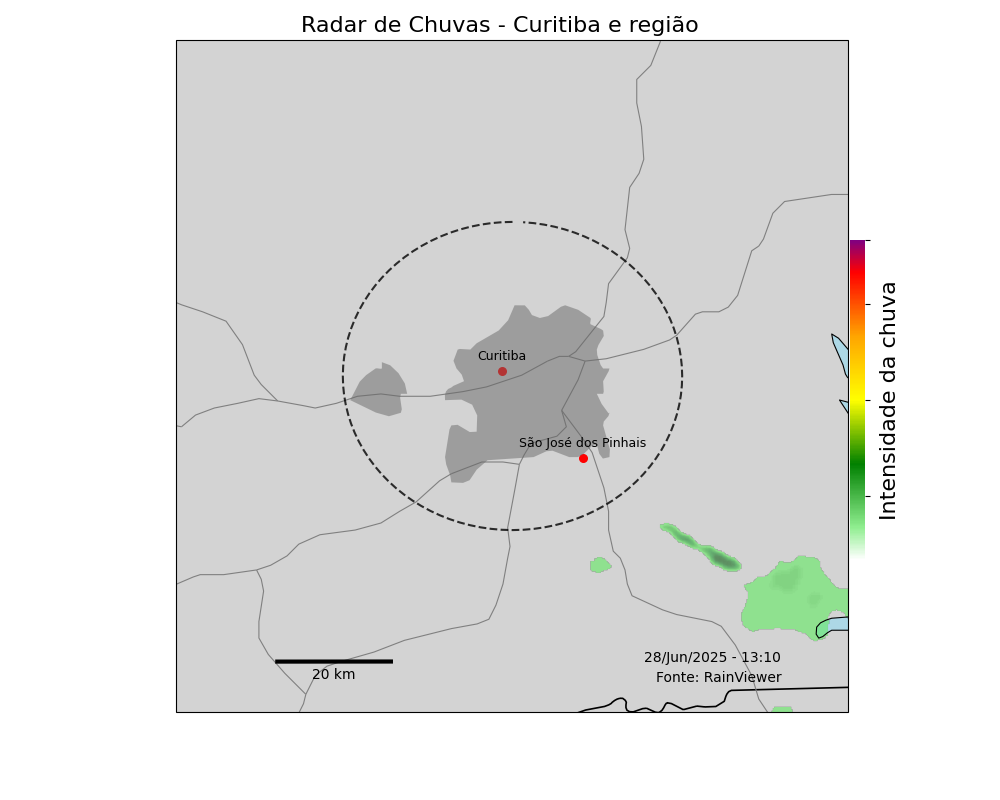 Radar de Chuvas - Curitiba e região
Curitiba
São José dos Pinhais
Intensidade da chuva
28/Jun/2025 - 13:10
Fonte: RainViewer
20 km